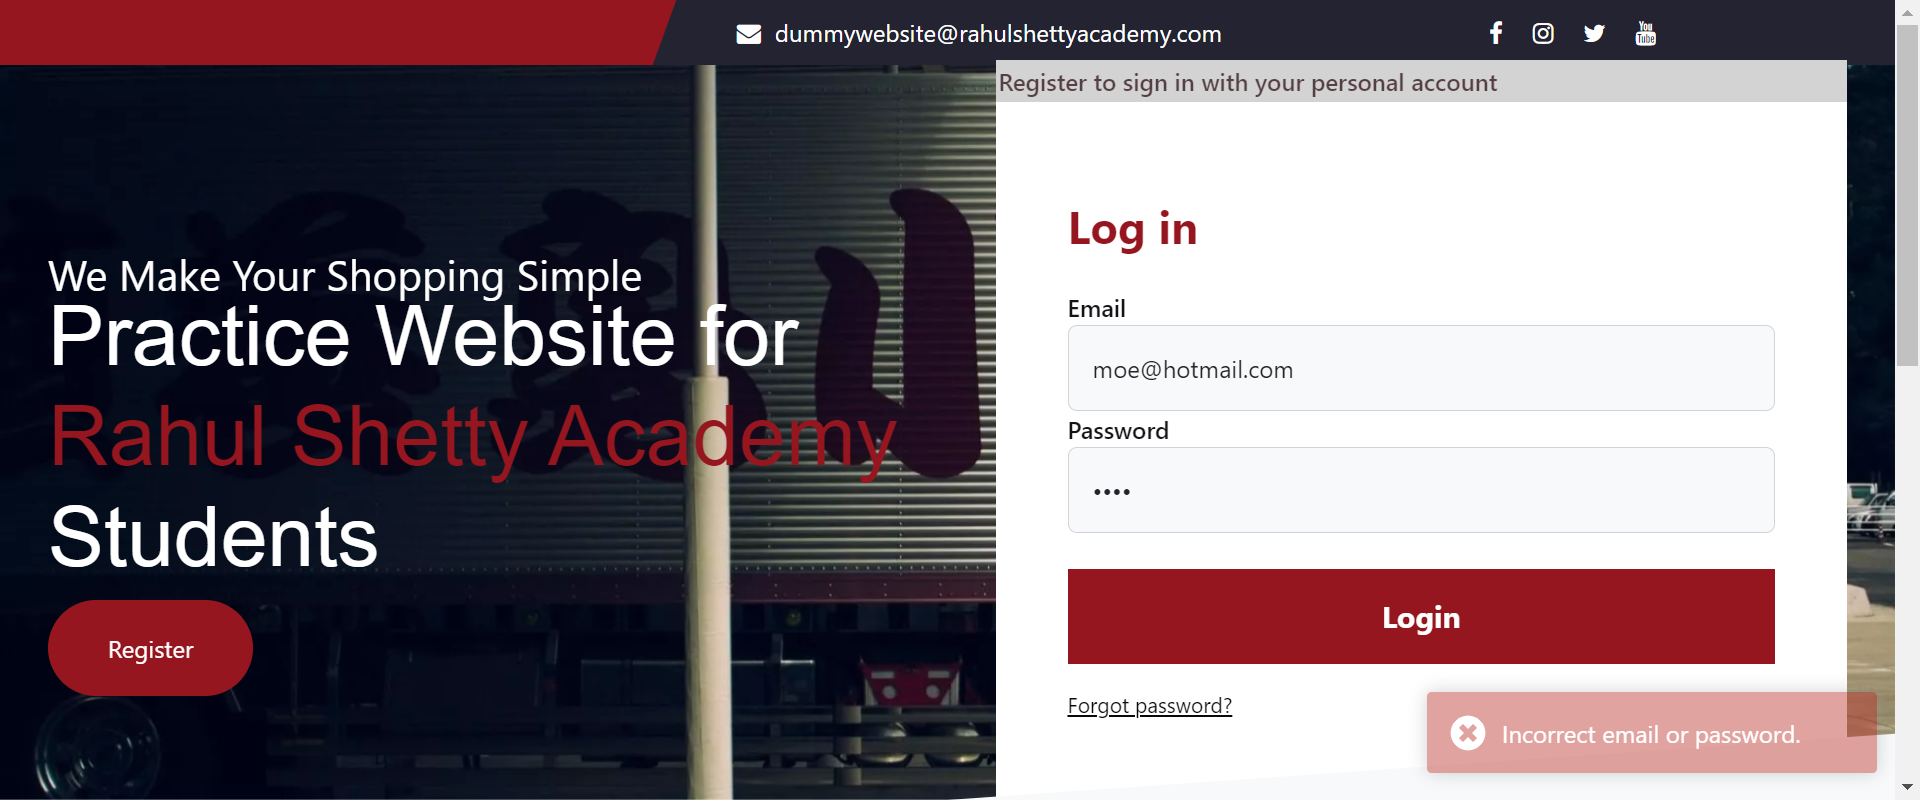 dummywebsite@rahulshettyacademy.com
You
Tube
Register to sign in with your personal account
We Make Your Shopping Simple
Practice Website for
Rahul Shetty Academy
Students
Register
Log in
Email
moe@hotmail.com
Password
••••
Login
Forgot password?
Incorrect email or password.